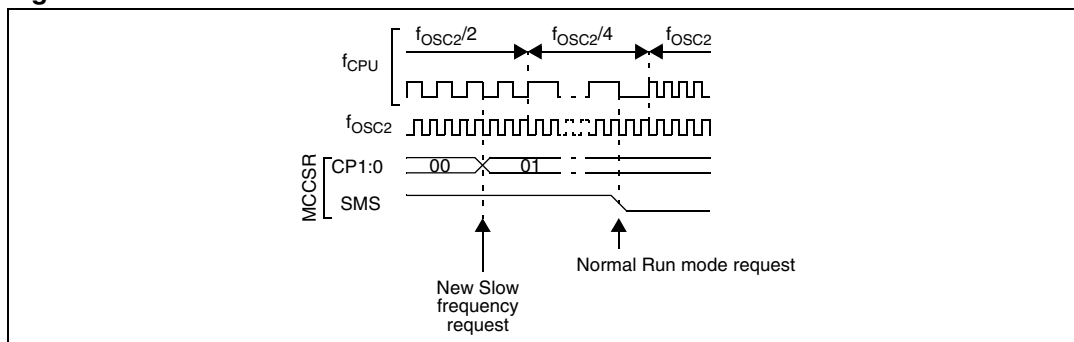 fOSC2/2 fOSC2/4 fOSC2
fCPU
fOSC2
MCCSR
CP1:0 00 01
SMS
Normal Run mode request
New Slow
frequency
request